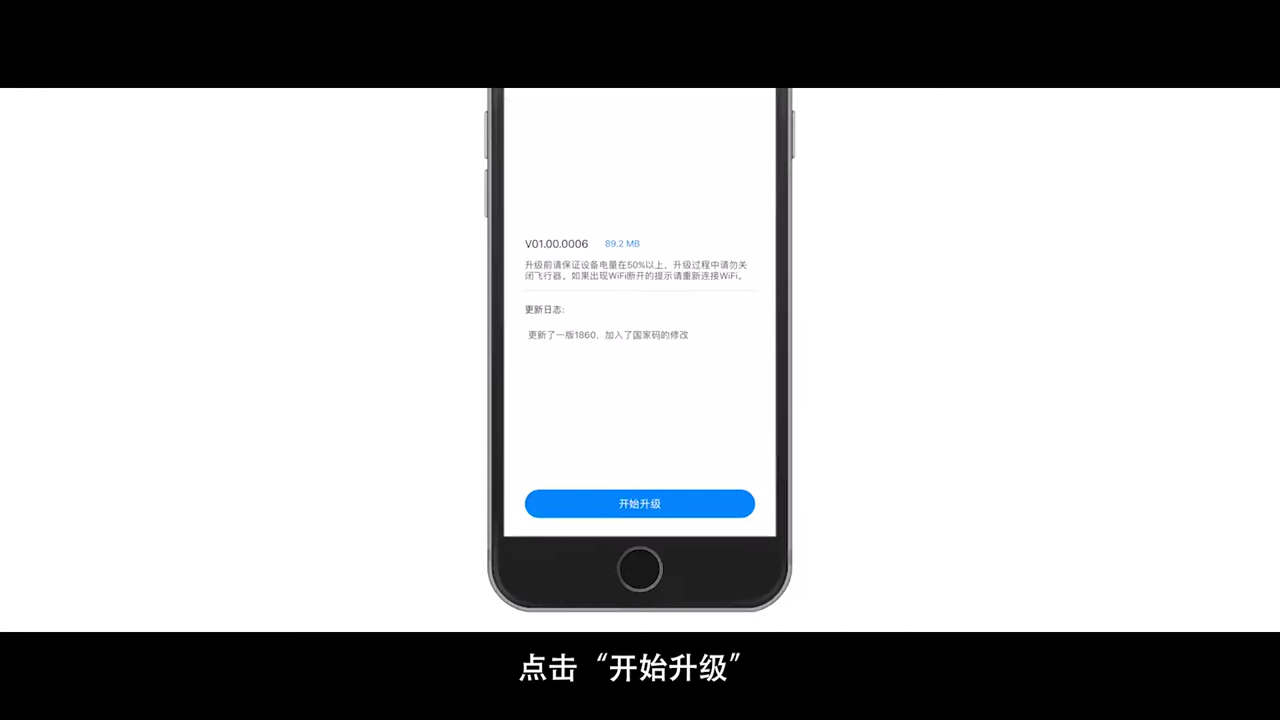 V01.00.0006 89.2 MB
升级前请保证设备电量在50%以上，升级过程中请勿关
闭飞行器。如果出现WiFi断开的提示请重新连接WiFi。
更新日志:
更新了一版1860，加入了国家码的修改
开始升级
点击“开始升级”